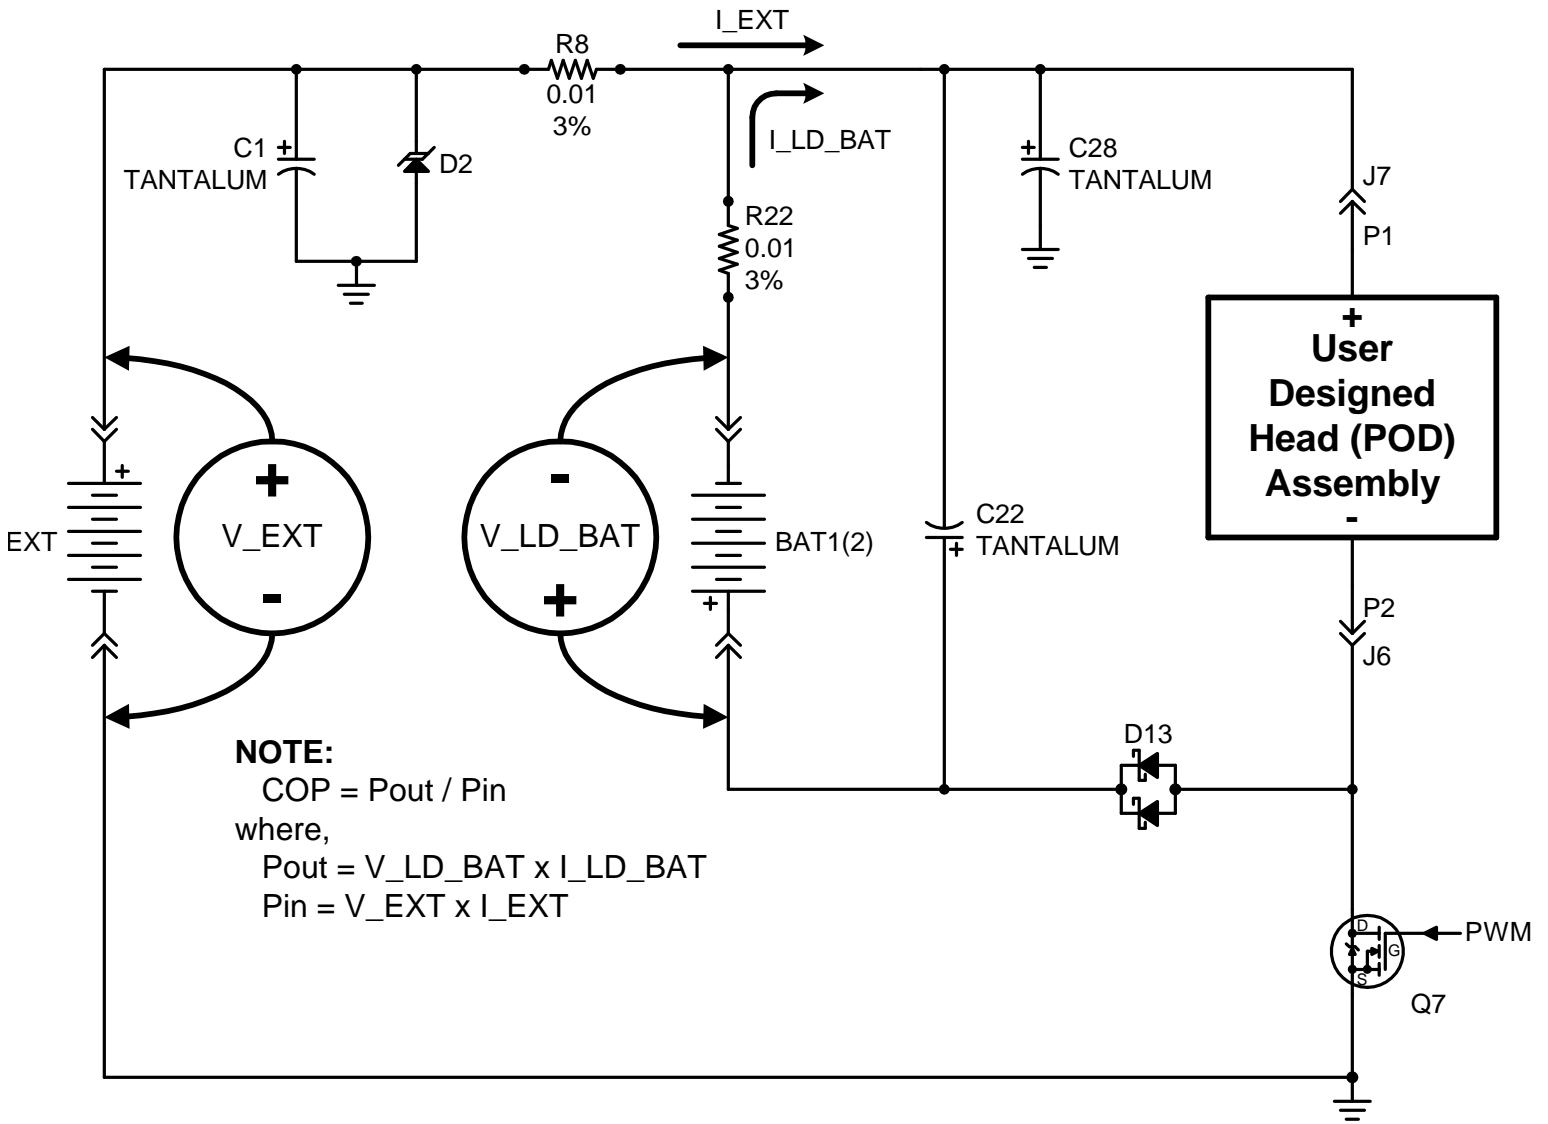 I_EXT
R8
0.01
3%
I_LD_BAT
C1
TANTALUM
+
D2
+
C28
TANTALUM
J7
P1
R22
0.01
3%
+
User
Designed
Head (POD)
Assembly
-
+
EXT
+
V_EXT
-
-
V_LD_BAT
+
BAT1(2)
+
C22
TANTALUM
+
P2
J6
D13
NOTE:
COP = Pout / Pin
where,
Pout = V_LD_BAT x I_LD_BAT
Pin = V_EXT x I_EXT
D
G
S
PWM
Q7